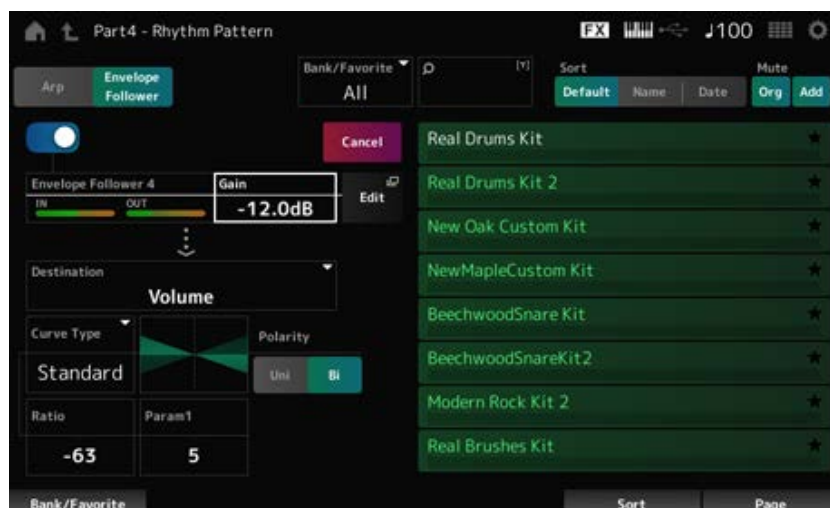 Part4 - Rhythm Pattern
FX
♩100
Arp
Envelope
Follower
Bank/Favorite
All
[Y]
Sort
Default
Name
Date
Mute
Org
Add
Cancel
Envelope Follower 4
IN
OUT
Gain
-12.0dB
Edit
Destination
Volume
Curve Type
Standard
Polarity
Uni
Bi
Ratio
-63
Param1
5
Real Drums Kit
Real Drums Kit 2
New Oak Custom Kit
NewMapleCustom Kit
BeechwoodSnare Kit
BeechwoodSnareKit2
Modern Rock Kit 2
Real Brushes Kit
Bank/Favorite
Sort
Page